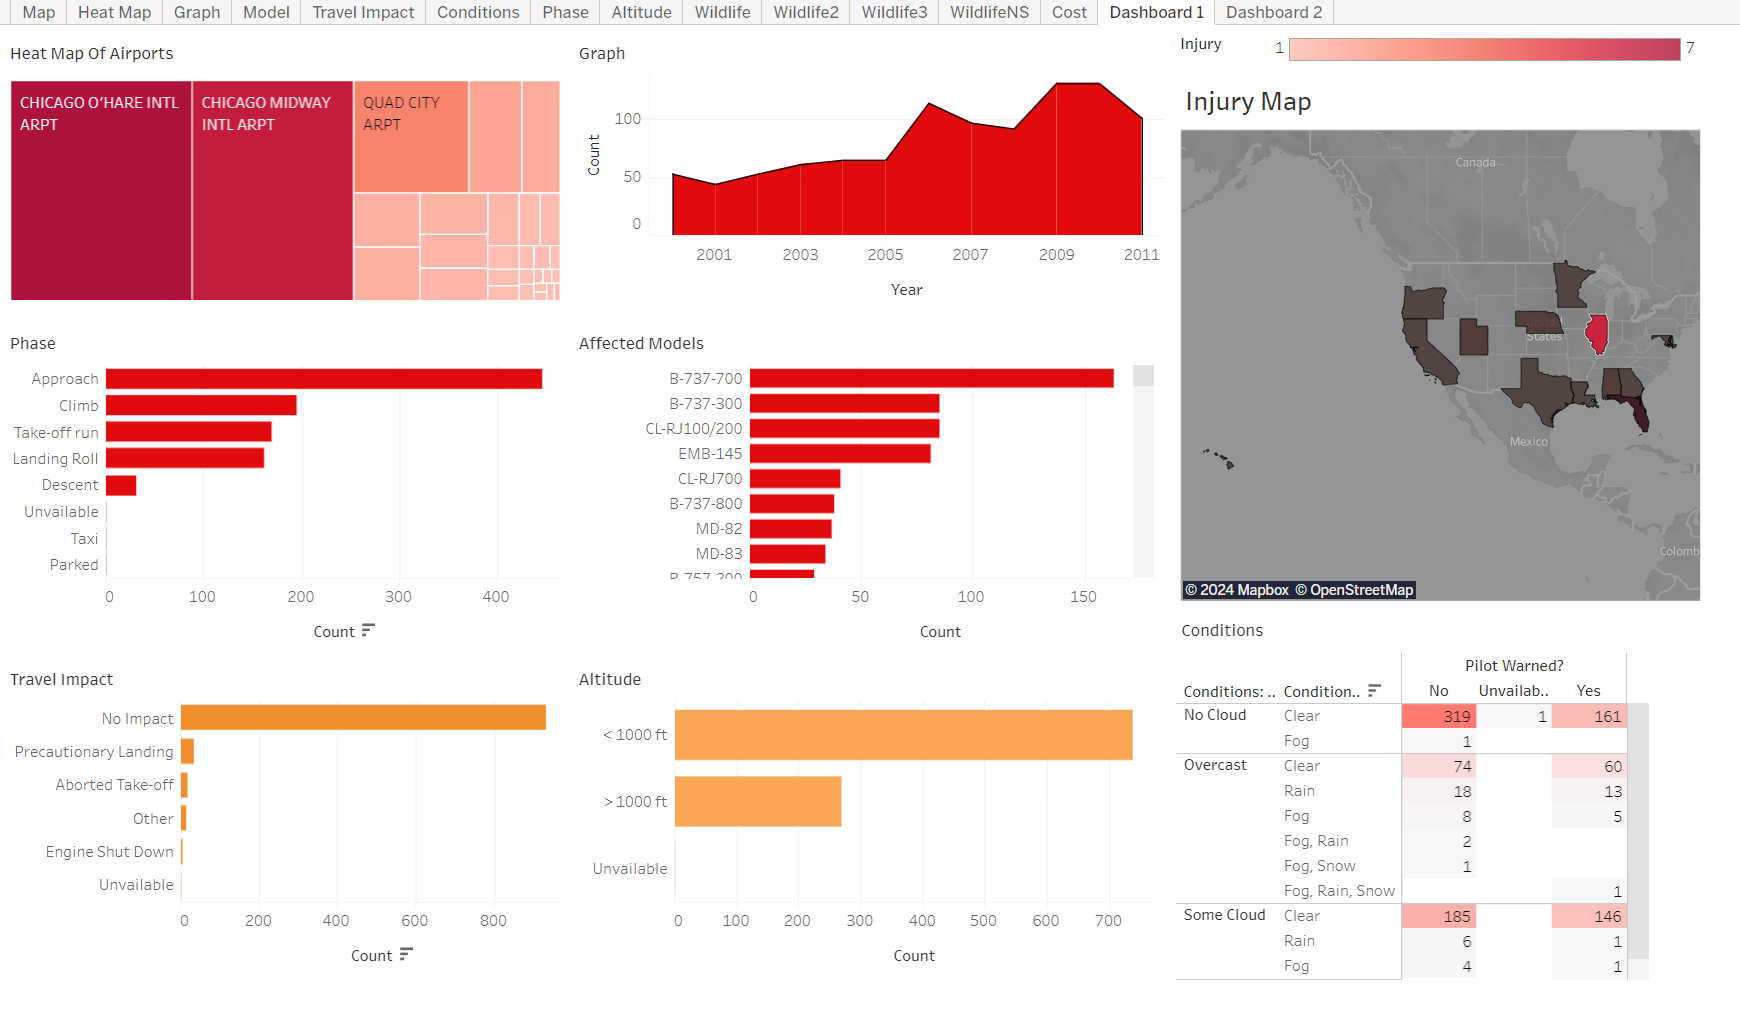 Map Heat Map Graph Model Travel Impact Conditions Phase Altitude Wildlife Wildlife2 Wildlife3 WildlifeNS Cost Dashboard 1 Dashboard 2
Heat Map Of Airports
CHICAGO O'HARE INTL
ARPT
CHICAGO MIDWAY
INTL ARPT
QUAD CITY
ARPT
Graph
Count
100
50
0
2001 2003 2005 2007 2009 2011
Year
Injury 1 7
Injury Map
Canada
United
States
Mexico
Colomb
© 2024 Mapbox © OpenStreetMap
Phase
Approach
Climb
Take-off run
Landing Roll
Descent
Unvailable
Taxi
Parked
0 100 200 300 400
Count
Affected Models
B-737-700
B-737-300
CL-RJ100/200
EMB-145
CL-RJ700
B-737-800
MD-82
MD-83
B-757-200
0 50 100 150
Count
Travel Impact
No Impact
Precautionary Landing
Aborted Take-off
Other
Engine Shut Down
Unvailable
0 200 400 600 800
Count
Altitude
< 1000 ft
> 1000 ft
Unvailable
0 100 200 300 400 500 600 700
Count
Conditions
Pilot Warned?
Conditions: .. Condition.. No Unvailab.. Yes
No Cloud Clear 319 1 161
Fog 1
Overcast Clear 74 60
Rain 18 13
Fog 8 5
Fog, Rain 2
Fog, Snow 1
Fog, Rain, Snow 1
Some Cloud Clear 185 146
Rain 6 1
Fog 4 1